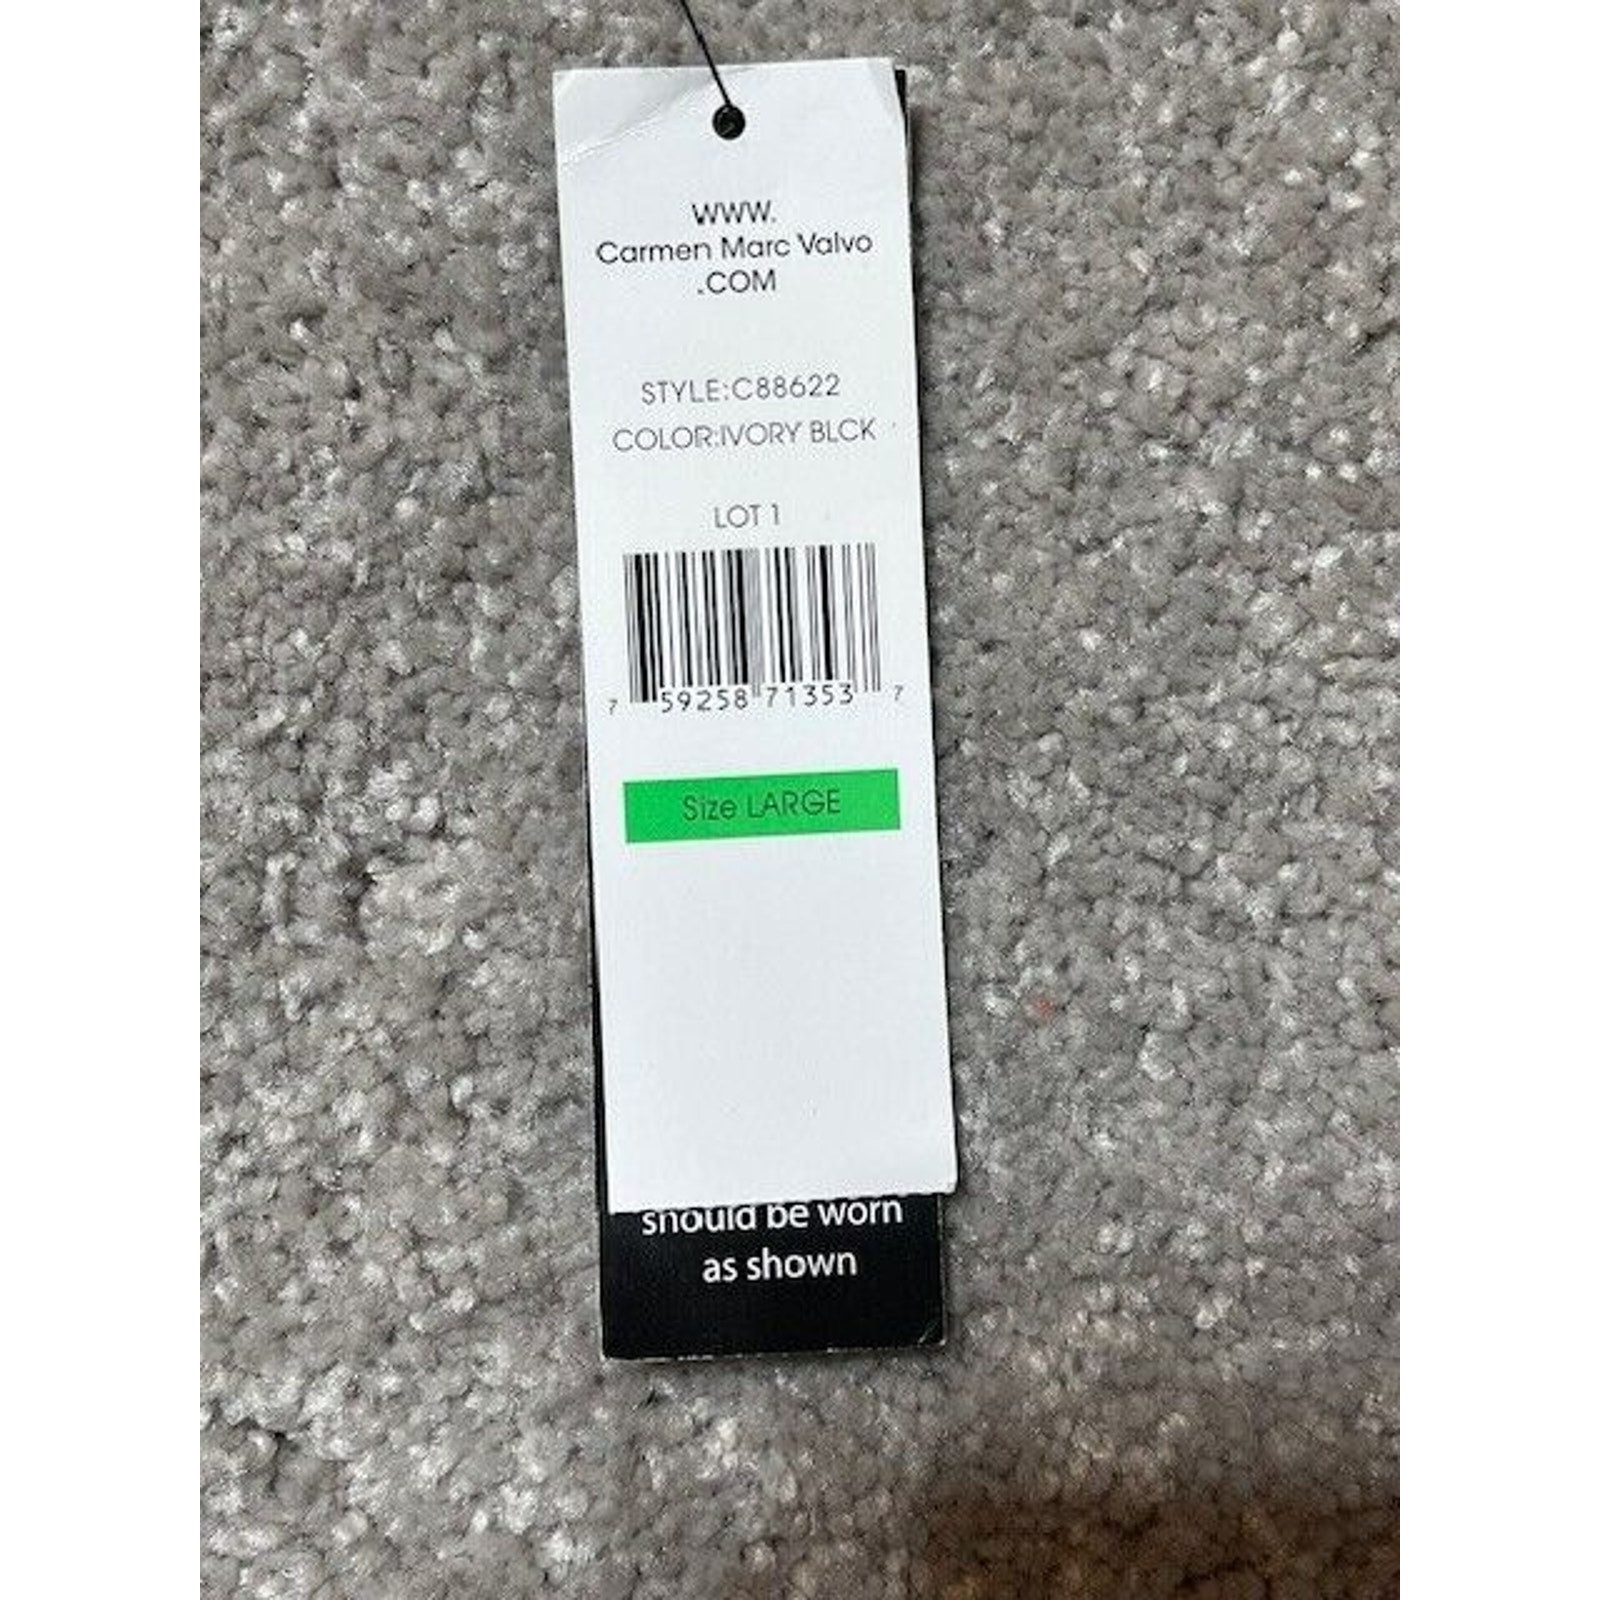 WWW.
Carmen Marc Valvo
.COM
STYLE:C88622
COLOR:IVORY BLCK
LOT 1
7 59258 71353 7
Size LARGE
should be worn
as shown